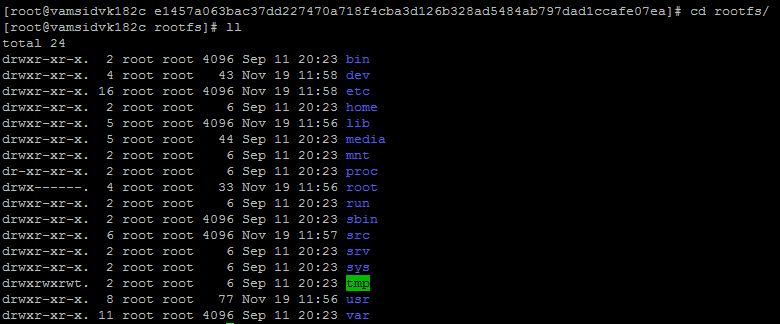 [root@vamsidvk182c e1457a063bac37dd227470a718f4cba3d126b328ad5484ab797dad1ccafe07ea]# cd rootfs/
[root@vamsidvk182c rootfs]# ll
total 24
drwxr-xr-x.  2 root root 4096 Sep 11 20:23 bin
drwxr-xr-x.  4 root root   43 Nov 19 11:58 dev
drwxr-xr-x. 16 root root 4096 Nov 19 11:58 etc
drwxr-xr-x.  2 root root    6 Sep 11 20:23 home
drwxr-xr-x.  5 root root 4096 Nov 19 11:56 lib
drwxr-xr-x.  5 root root   44 Sep 11 20:23 media
drwxr-xr-x.  2 root root    6 Sep 11 20:23 mnt
dr-xr-xr-x.  2 root root    6 Sep 11 20:23 proc
drwx------.  4 root root   33 Nov 19 11:56 root
drwxr-xr-x.  2 root root    6 Sep 11 20:23 run
drwxr-xr-x.  2 root root 4096 Sep 11 20:23 sbin
drwxr-xr-x.  6 root root 4096 Nov 19 11:57 src
drwxr-xr-x.  2 root root    6 Sep 11 20:23 srv
drwxr-xr-x.  2 root root    6 Sep 11 20:23 sys
drwxrwxrwt.  2 root root    6 Sep 11 20:23 tmp
drwxr-xr-x.  8 root root   77 Nov 19 11:56 usr
drwxr-xr-x. 11 root root 4096 Sep 11 20:23 var